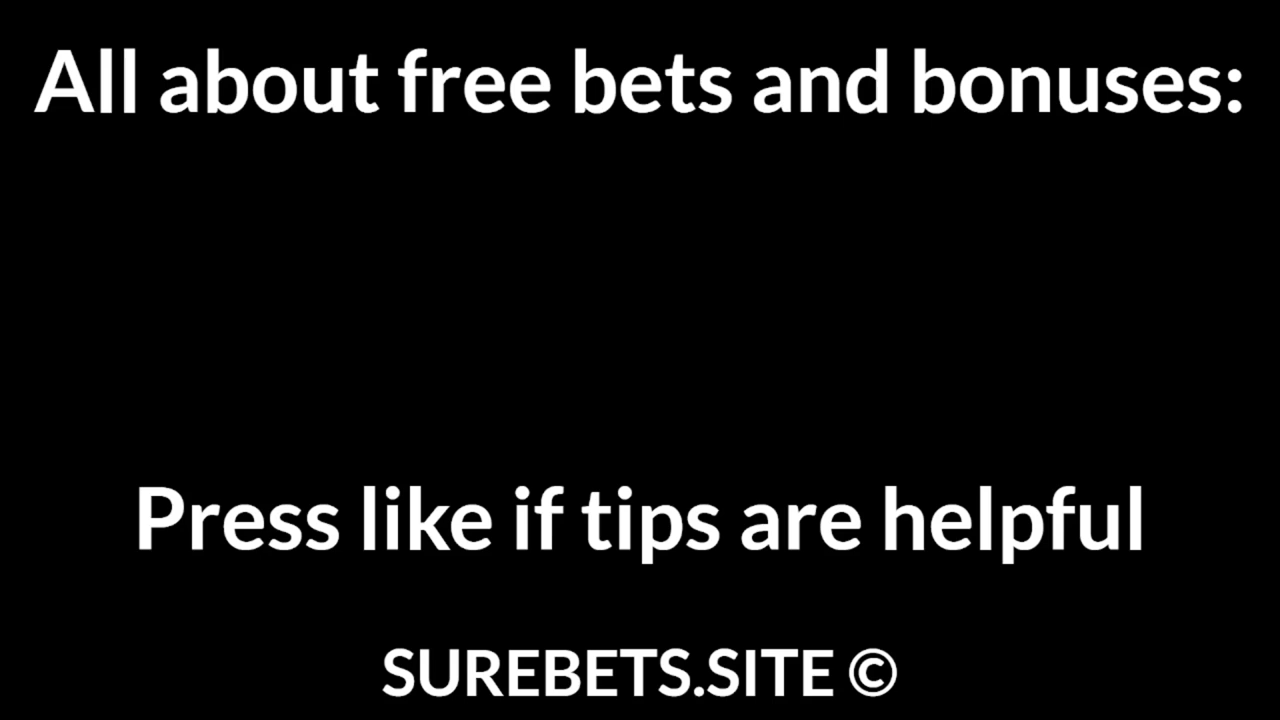 All about free bets and bonuses:
Press like if tips are helpful
SUREBETS.SITE ©